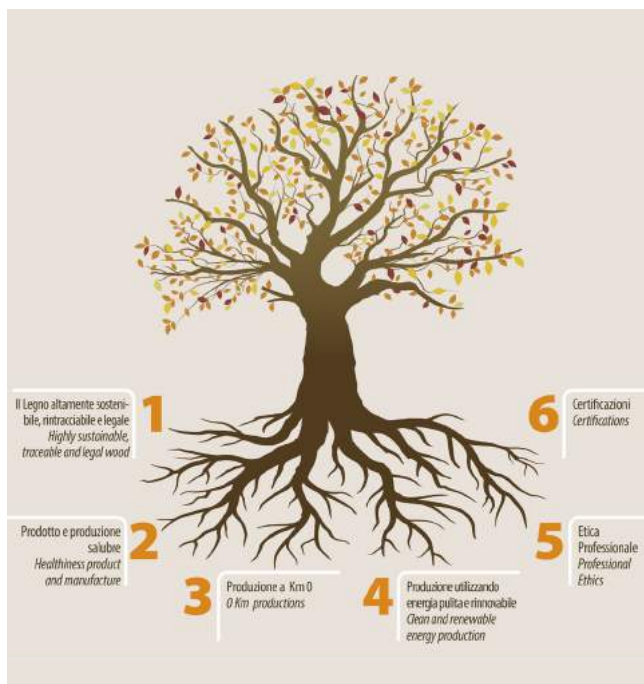 1
Il Legno altamente sosteni-
bile, rintracciabile e legale
Highly sustainable,
traceable and legal wood
2
Prodotto e produzione
salubre
Healthiness product
and manufacture
3
Produzione a Km 0
0 Km productions
4
Produzione utilizzando
energia pulita e rinnovabile
Clean and renewable
energy production
5
Etica
Professionale
Professional
Ethics
6
Certificazioni
Certifications